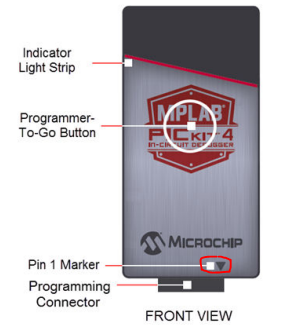 Indicator
Light Strip
Programmer-
To-Go Button
MPLAB
PICKIT 4
IN-CIRCUIT DEBUGGER
MICROCHIP
Pin 1 Marker
Programming
Connector
FRONT VIEW